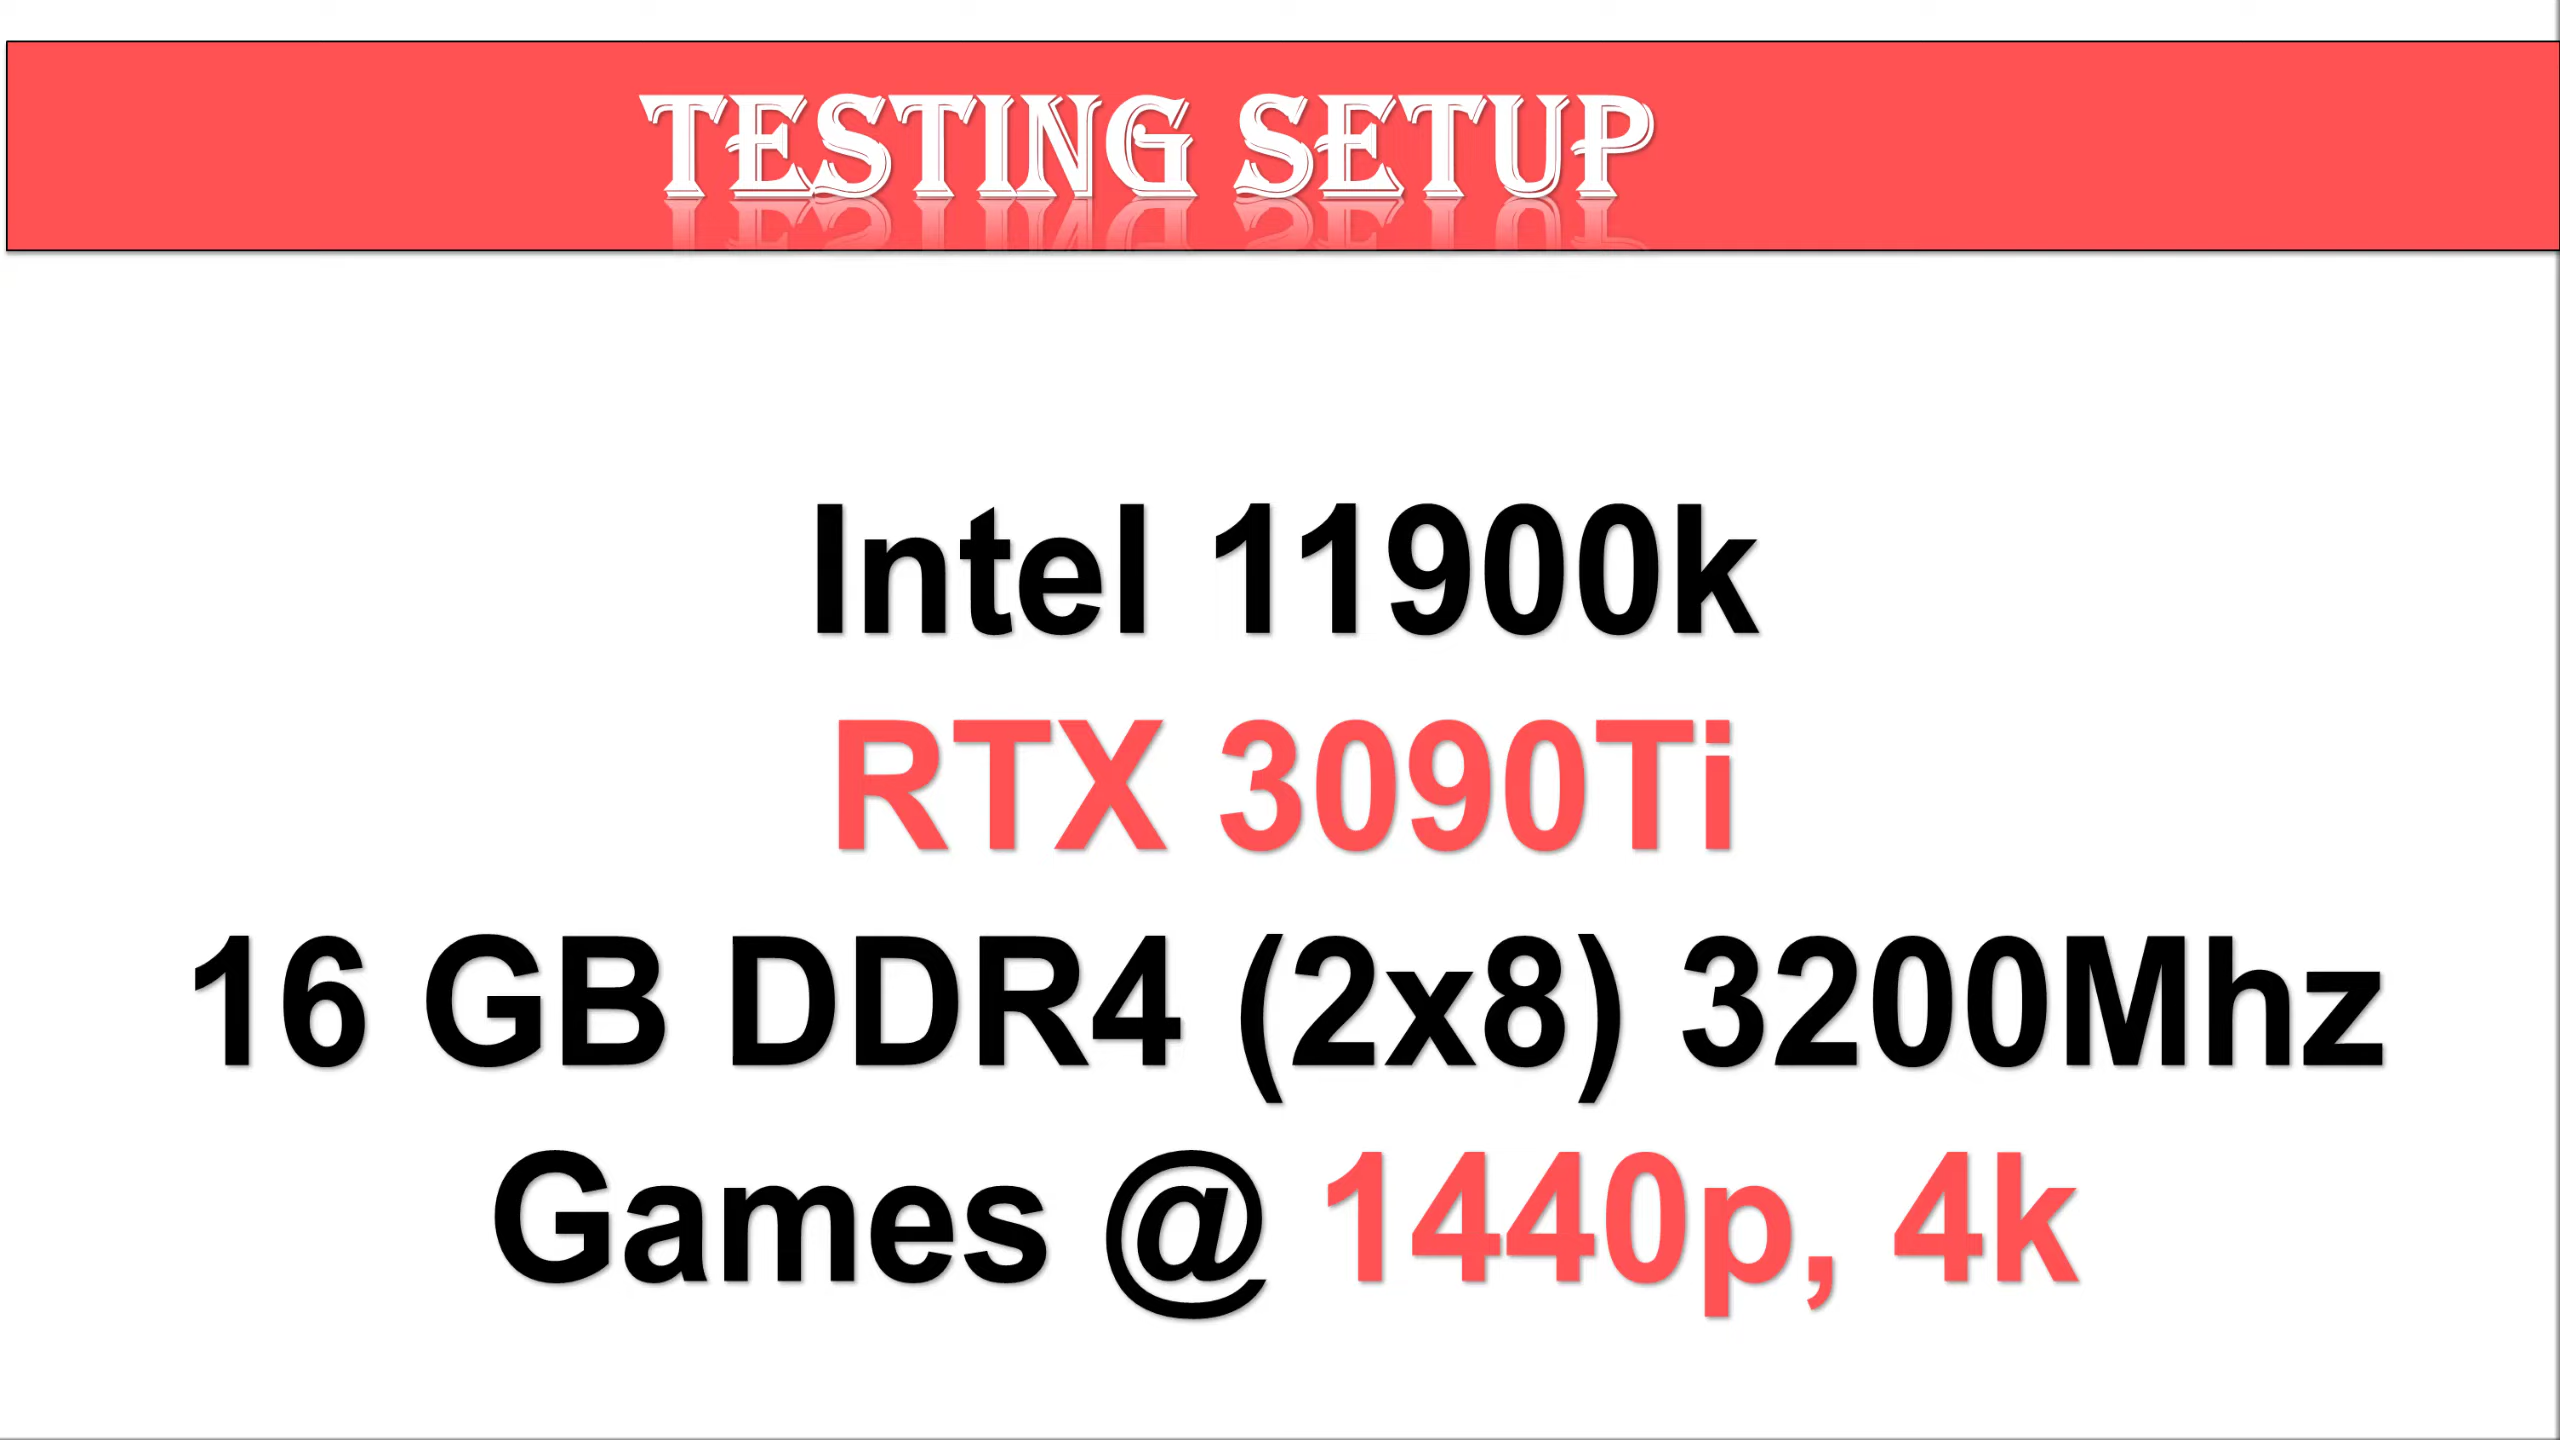 TESTING SETUP
Intel 11900k
RTX 3090Ti
16 GB DDR4 (2x8) 3200Mhz
Games @ 1440p, 4k